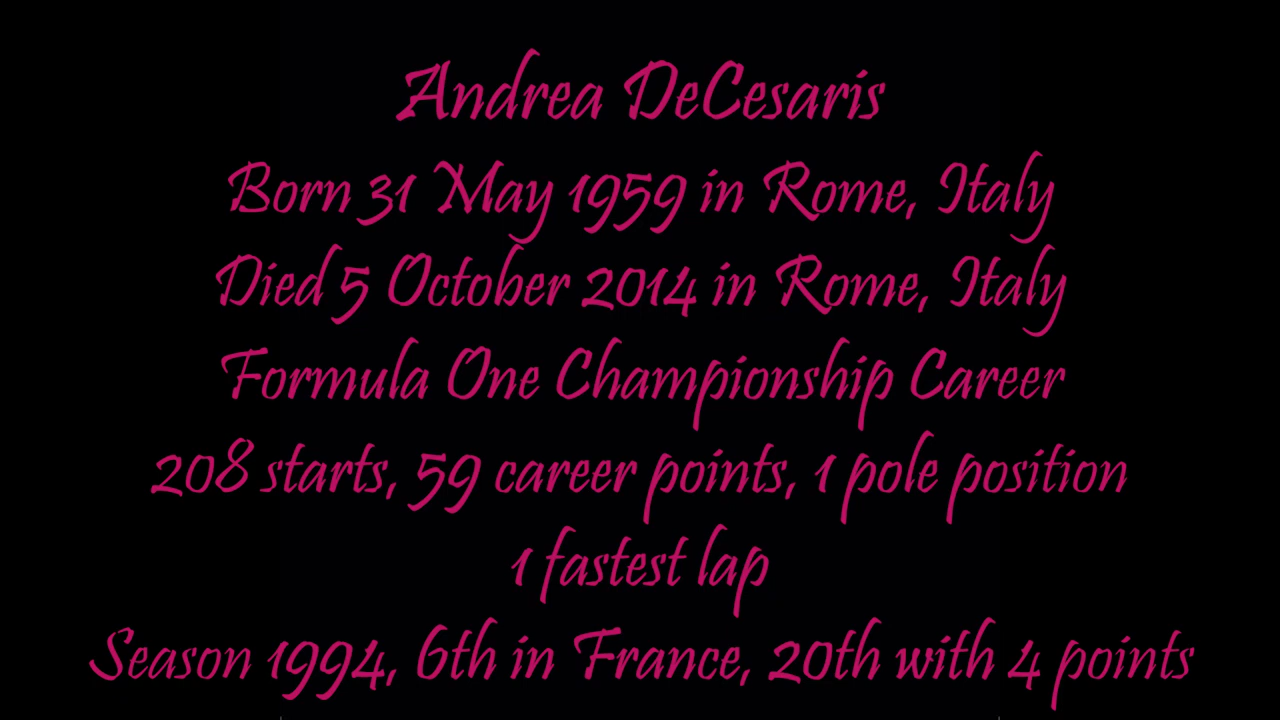 Andrea DeCesaris
Born 31 May 1959 in Rome, Italy
Died 5 October 2014 in Rome, Italy
Formula One Championship Career
208 starts, 59 career points, 1 pole position
1 fastest lap
Season 1994, 6th in France, 20th with 4 points